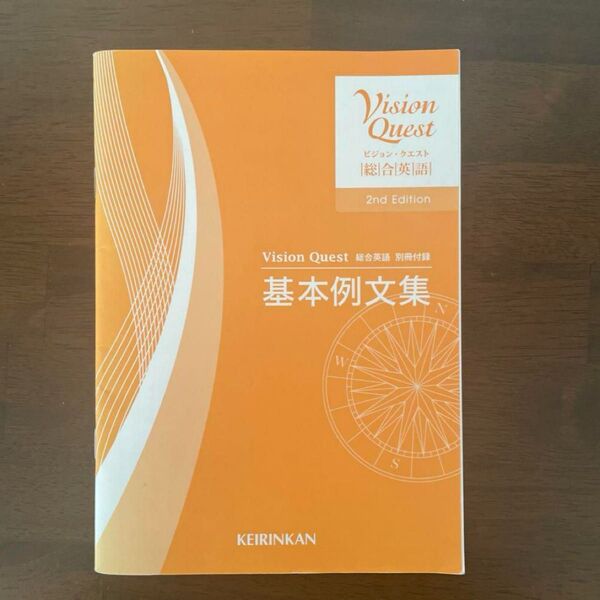 Vision
Quest
ビジョン・クエスト
総合英語
2nd Edition
Vision Quest 総合英語 別冊付録
基本例文集
N
W
S
KEIRINKAN